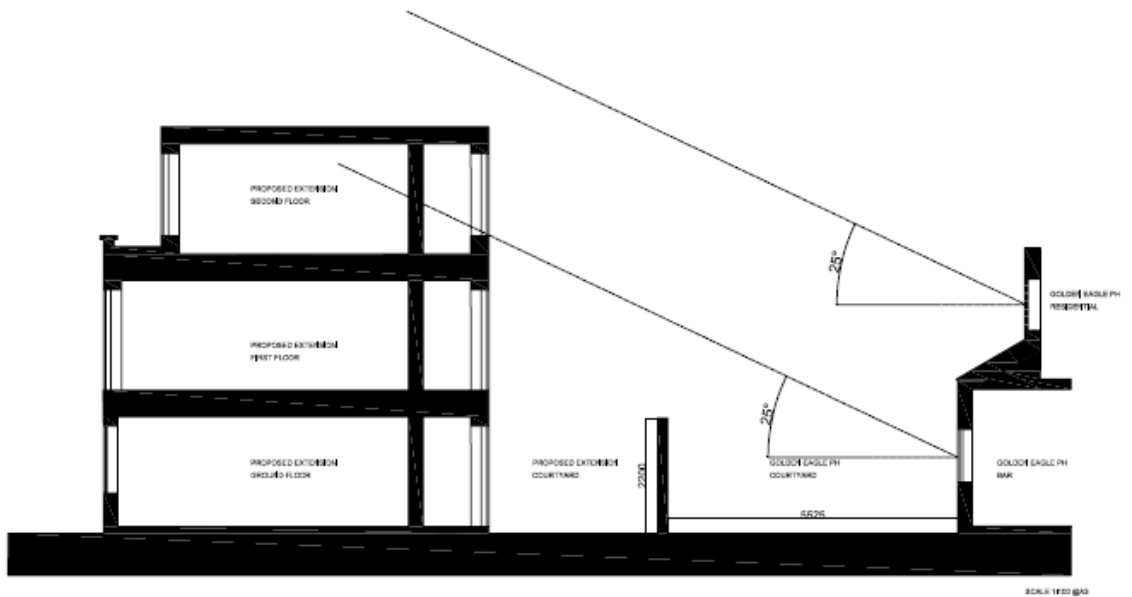 PROPOSED EXTENSION
SECOND FLOOR
25°
GOLDEN EAGLE PH
RESIDENTIAL
PROPOSED EXTENSION
FIRST FLOOR
25°
PROPOSED EXTENSION
GROUND FLOOR
PROPOSED EXTENSION
COURTYARD
2200
GOLDEN EAGLE PH
COURTYARD
GOLDEN EAGLE PH
BAR
5525
SCALE 1:100 @A3